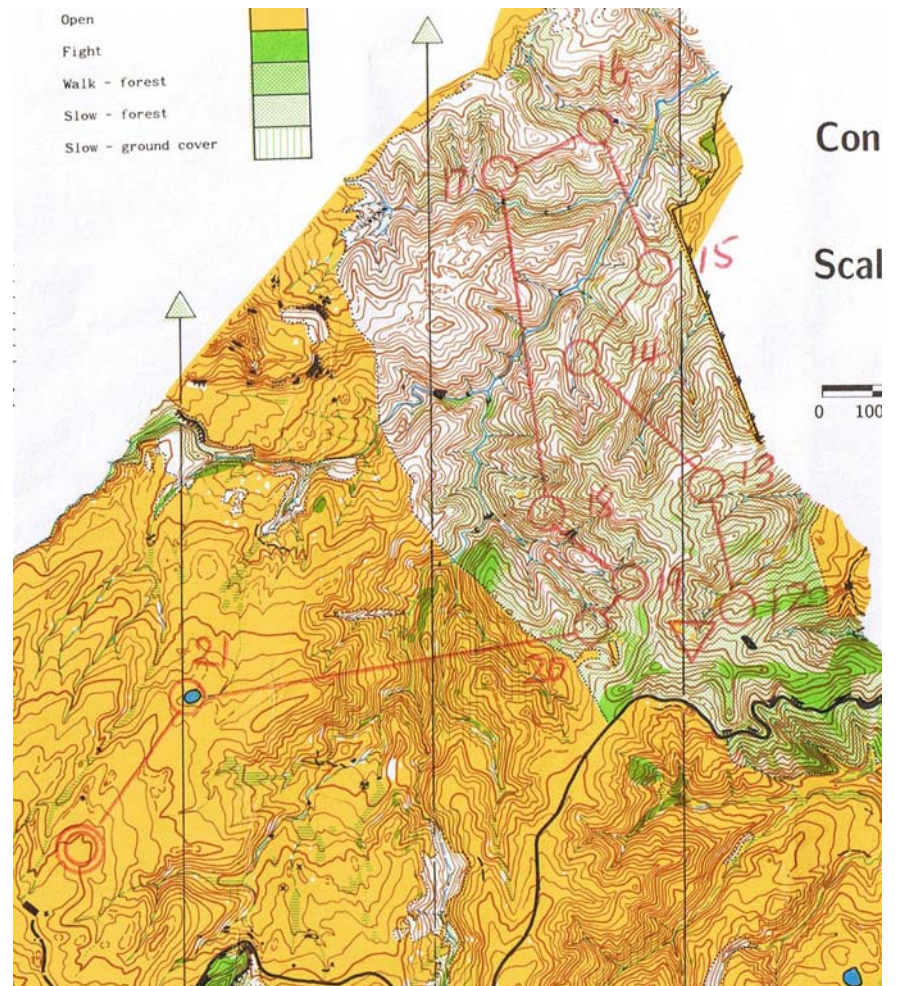 Open
Fight
Walk - forest
Slow - forest
Slow - ground cover
Con
Scal
0 100
16
17
15
14
13
18
19
12
20
21